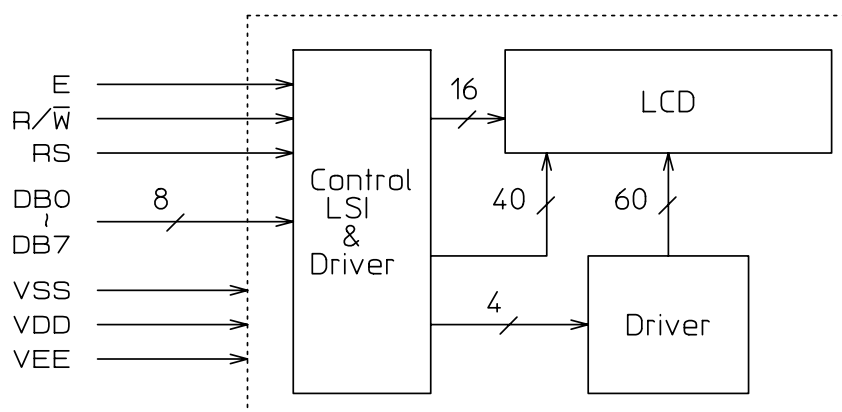 E
R/W̅
RS
DB0
~
DB7
8
VSS
VDD
VEE
Control
LSI
&
Driver
16
LCD
40
60
4
Driver